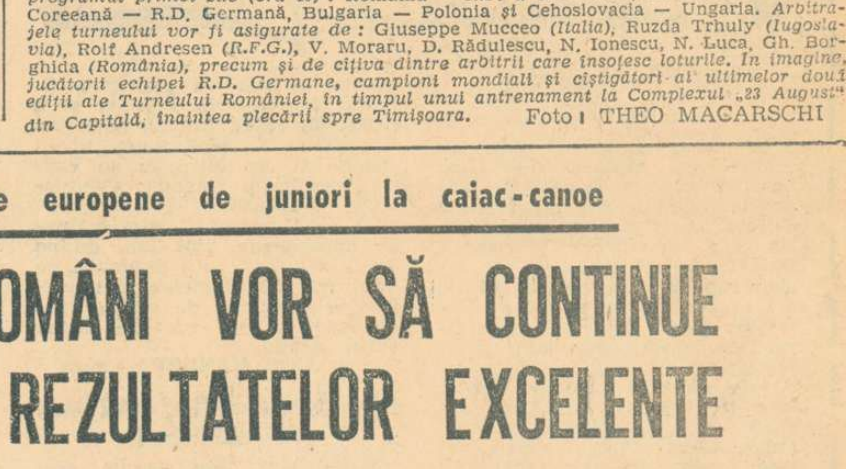 Coreeană — R.D. Germană, Bulgaria — Polonia și Cehoslovacia — Ungaria. Arbitra-
jele turneului vor fi asigurate de : Giuseppe Mucceo (Italia), Ruzda Trhuly (Iugosla-
via), Rolf Andresen (R.F.G.), V. Moraru, D. Rădulescu, N. Ionescu, N. Luca, Gh. Bor-
ghida (România), precum și de cîțiva dintre arbitrii care însoțesc loturile. În imagine,
jucătorii echipei R.D. Germane, campioni mondiali și cîștigători ai ultimelor două
ediții ale Turneului României, în timpul unui antrenament la Complexul „23 August“
din Capitală, înaintea plecării spre Timișoara. Foto : THEO MACARSCHI
e europene de juniori la caiac-canoe
OMÂNI VOR SĂ CONTINUE
REZULTATELOR EXCELENTE